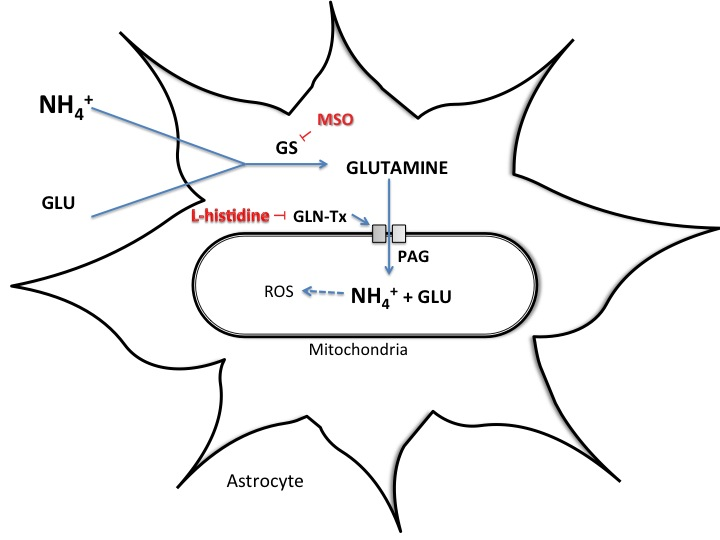 NH₄⁺
MSO
GS
GLUTAMINE
GLU
L-histidine
GLN-Tx
PAG
ROS
NH₄⁺ + GLU
Mitochondria
Astrocyte